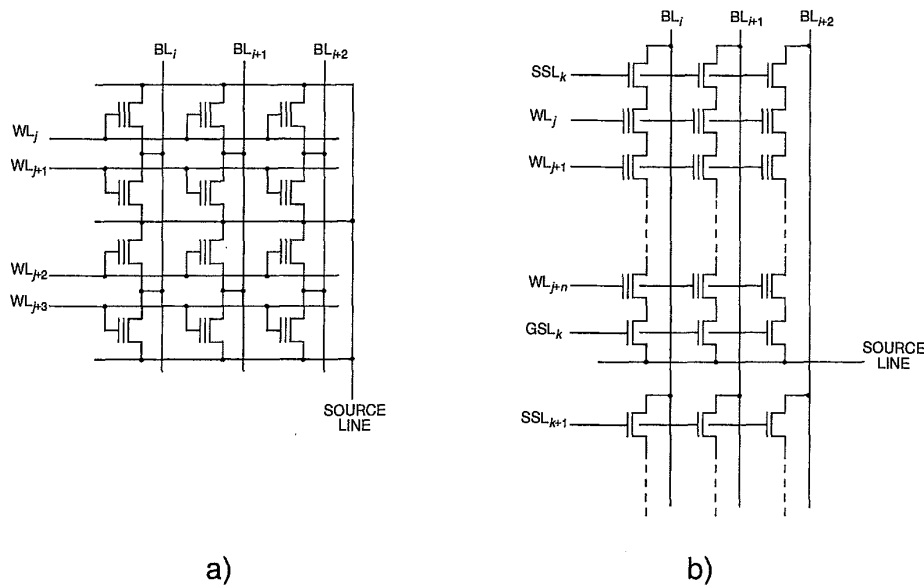 BLi BLi+1 BLi+2
WLj
WLj+1
WLj+2
WLj+3
SOURCE
LINE
a)
BLi BLi+1 BLi+2
SSLk
WLj
WLj+1
WLj+n
GSLk
SOURCE
LINE
SSLk+1
b)